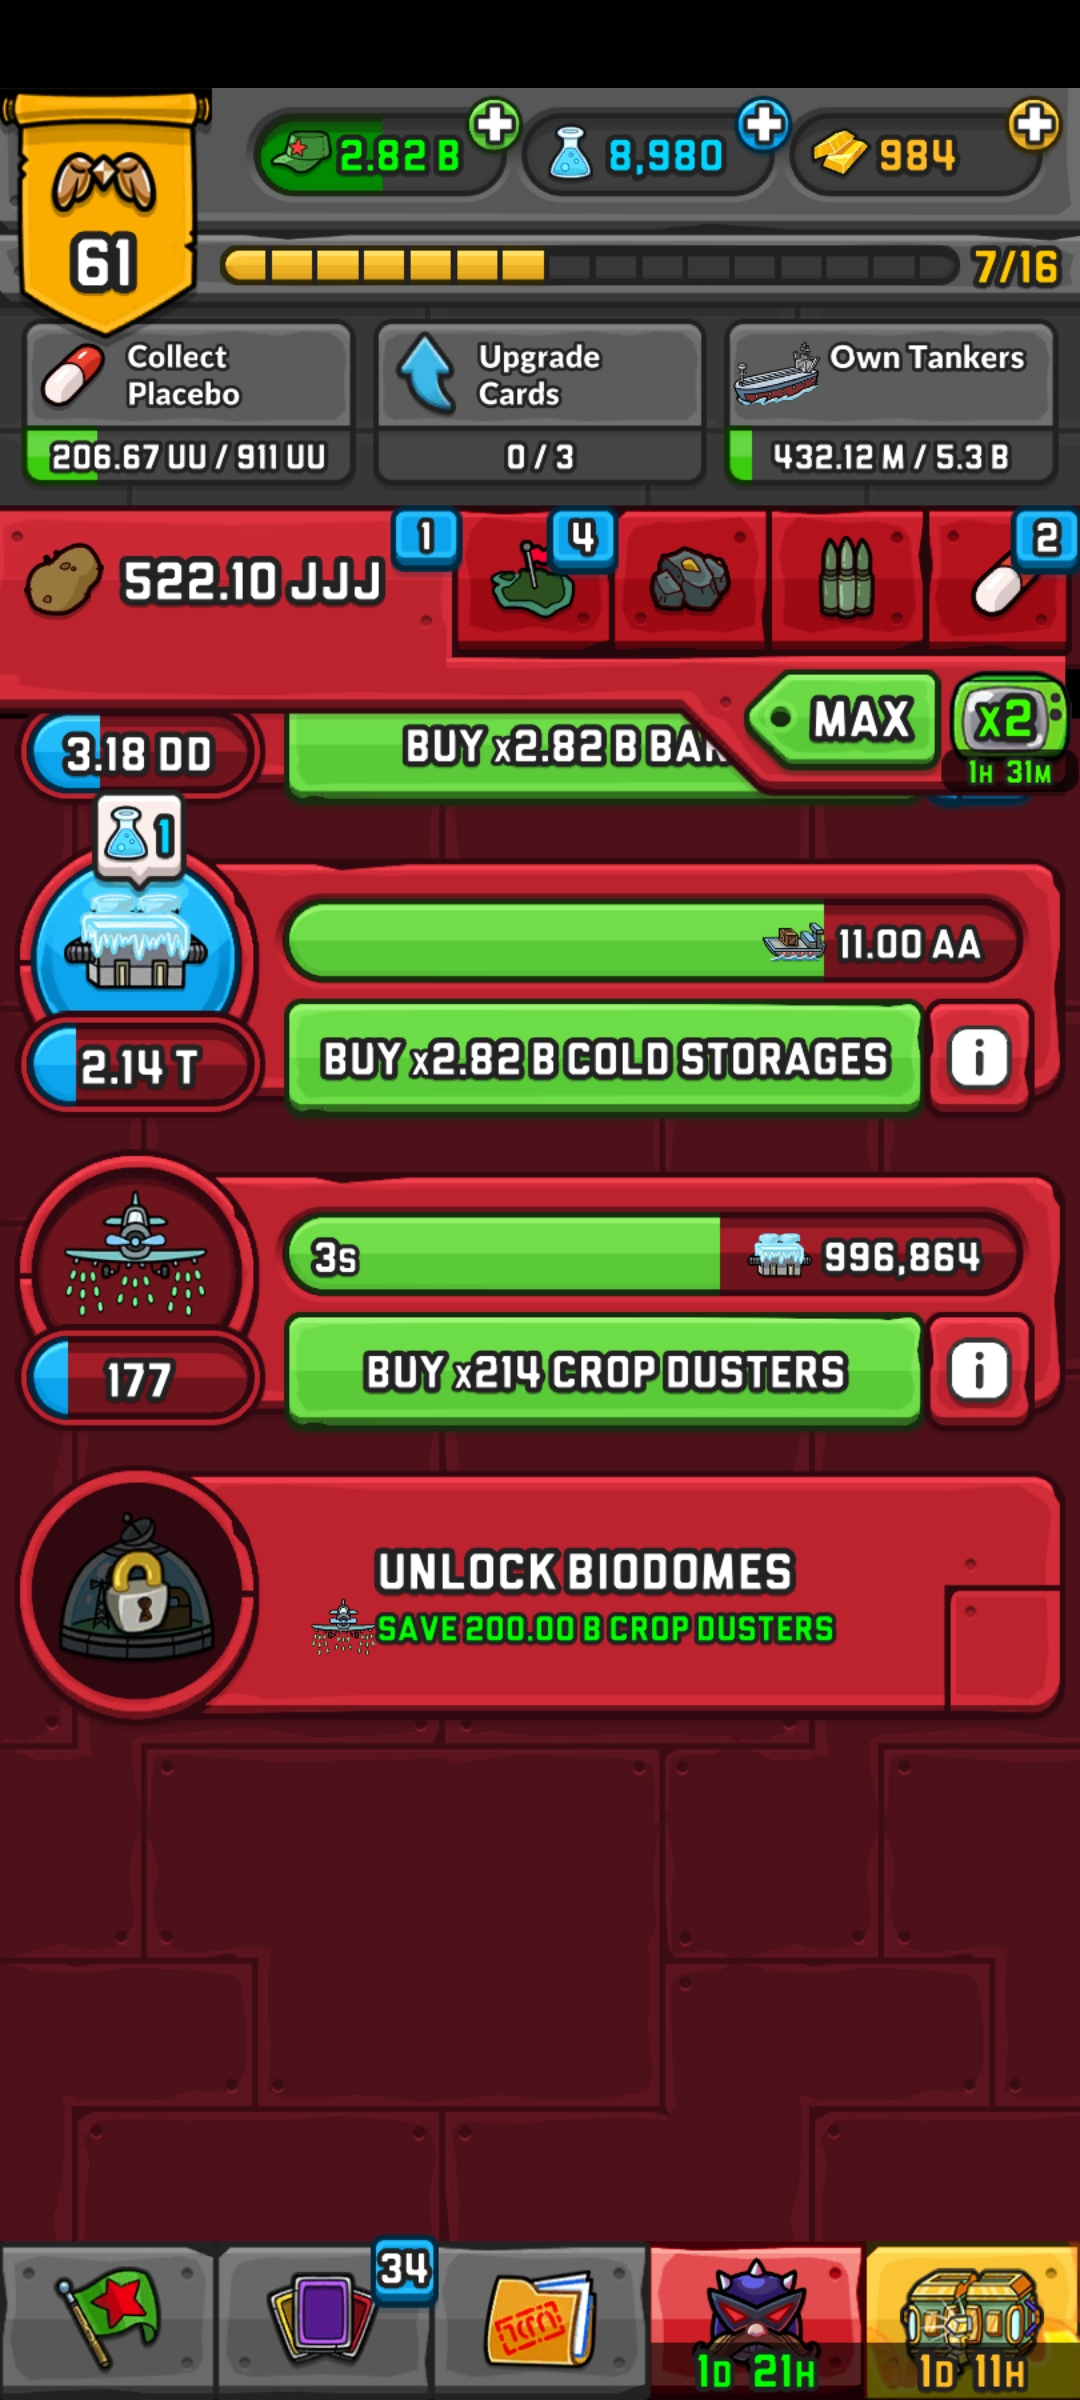 61
2.82 B
8,980
984
7/16
Collect
Placebo
206.67 UU / 911 UU
Upgrade
Cards
0 / 3
Own Tankers
432.12 M / 5.3 B
522.10 JJJ
1
4
2
MAX
x2
1H 31M
3.18 DD
BUY x2.82 B BAR
1
11.00 AA
2.14 T
BUY x2.82 B COLD STORAGES
i
3s
996,864
177
BUY x214 CROP DUSTERS
i
UNLOCK BIODOMES
SAVE 200.00 B CROP DUSTERS
34
1D 21H
1D 11H